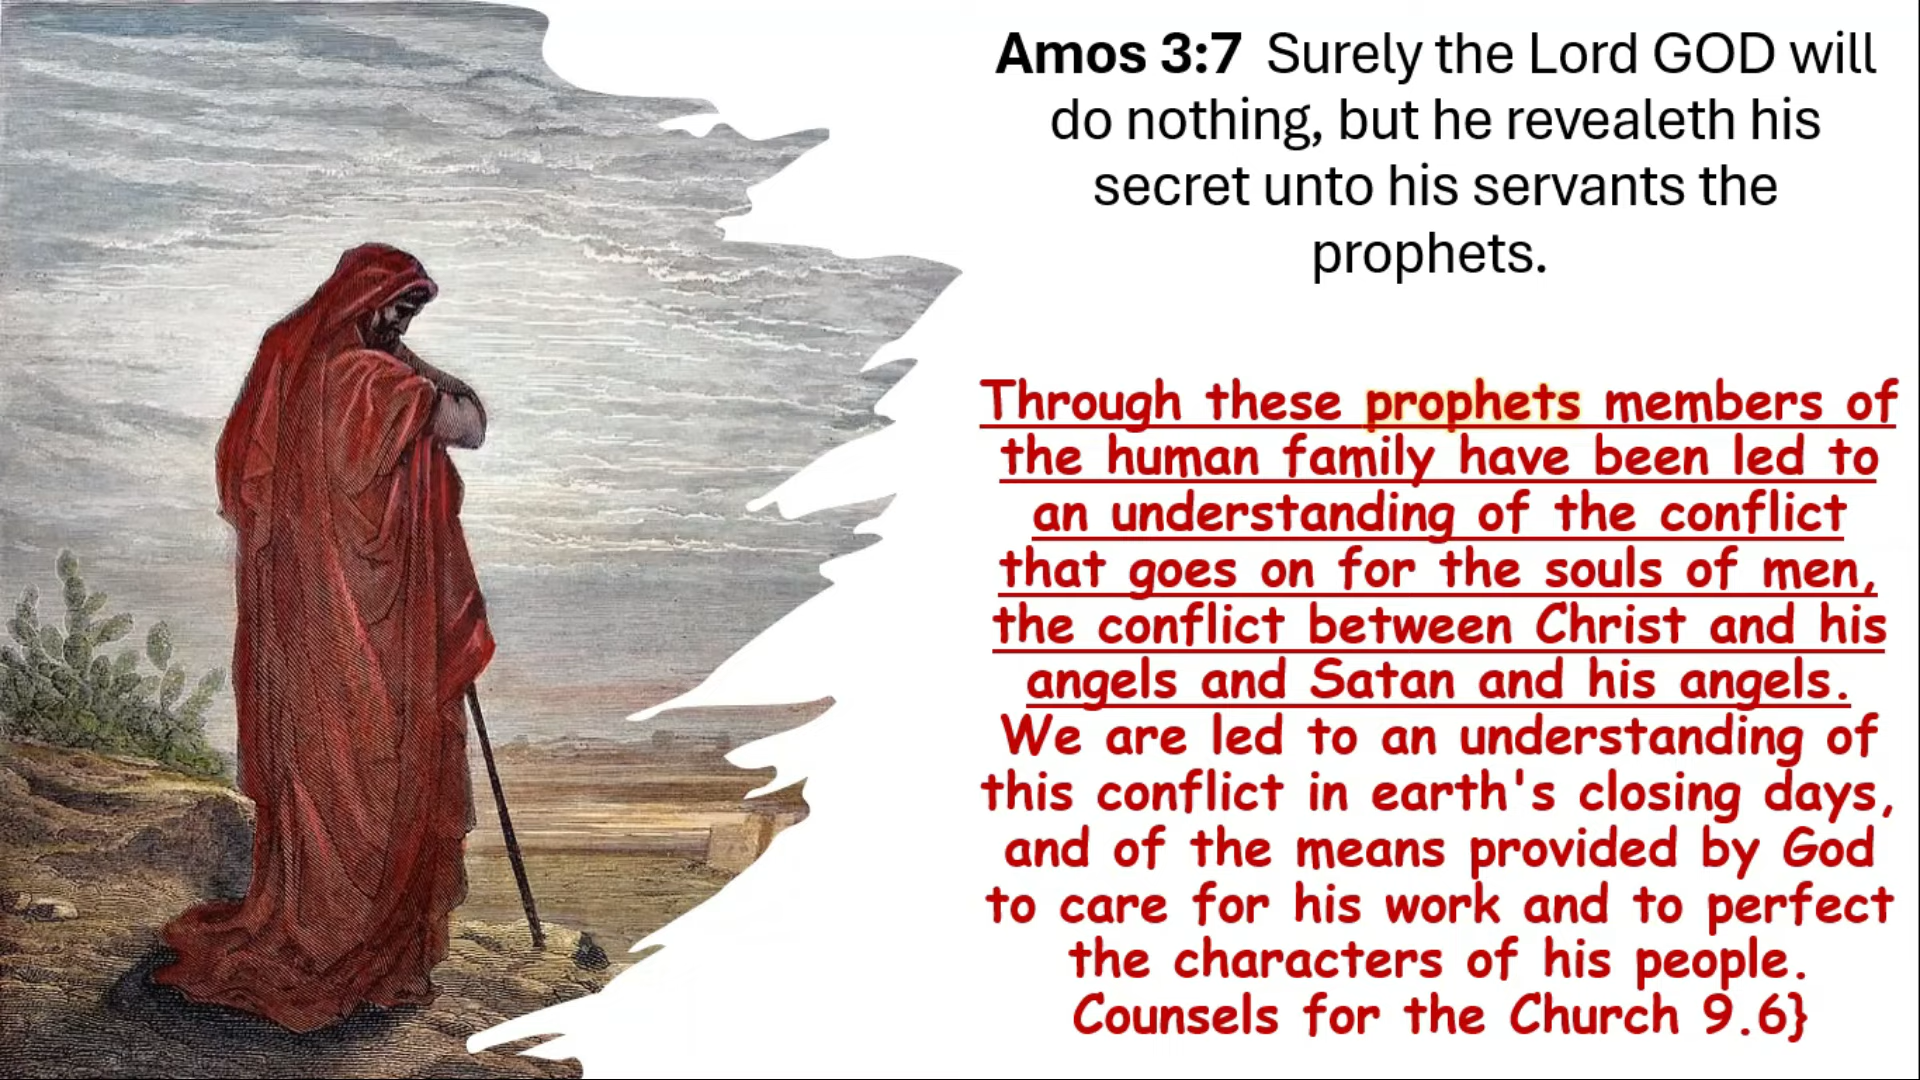 Amos 3:7 Surely the Lord GOD will
do nothing, but he revealeth his
secret unto his servants the
prophets.
Through these prophets members of
the human family have been led to
an understanding of the conflict
that goes on for the souls of men,
the conflict between Christ and his
angels and Satan and his angels.
We are led to an understanding of
this conflict in earth's closing days,
and of the means provided by God
to care for his work and to perfect
the characters of his people.
Counsels for the Church 9.6}